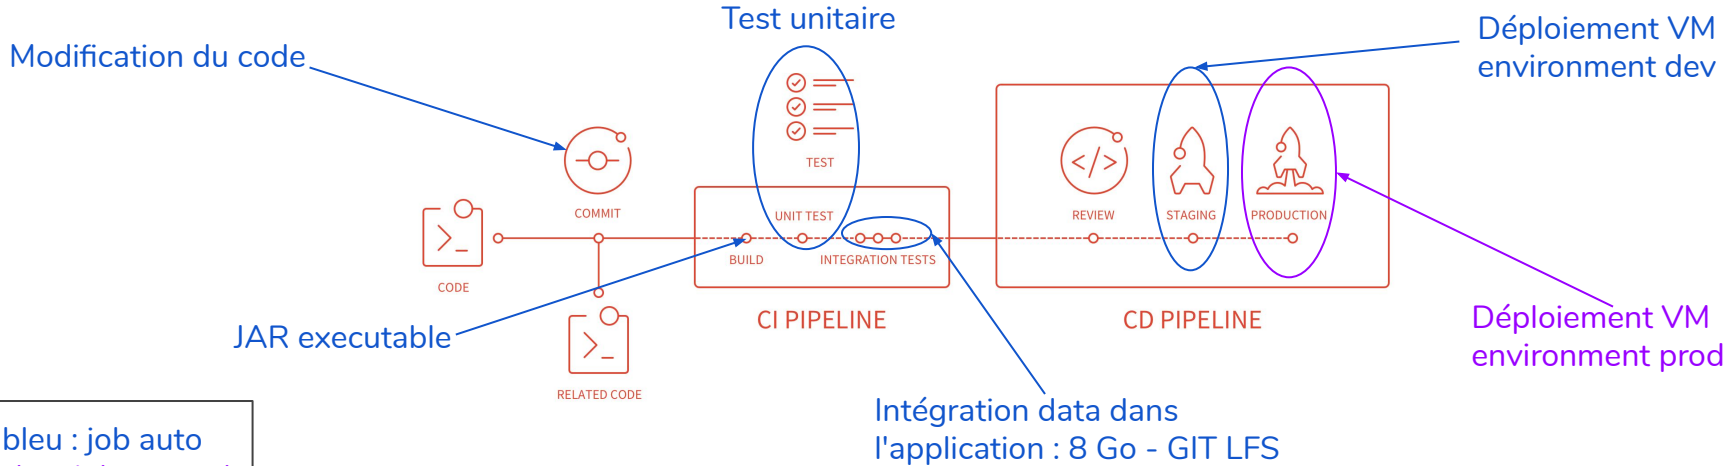 Test unitaire
Modification du code
Déploiement VM
environment dev
TEST
COMMIT
UNIT TEST
REVIEW
STAGING
PRODUCTION
BUILD
INTEGRATION TESTS
CODE
CI PIPELINE
CD PIPELINE
JAR executable
Déploiement VM
environment prod
RELATED CODE
Intégration data dans
l'application : 8 Go - GIT LFS
bleu : job auto